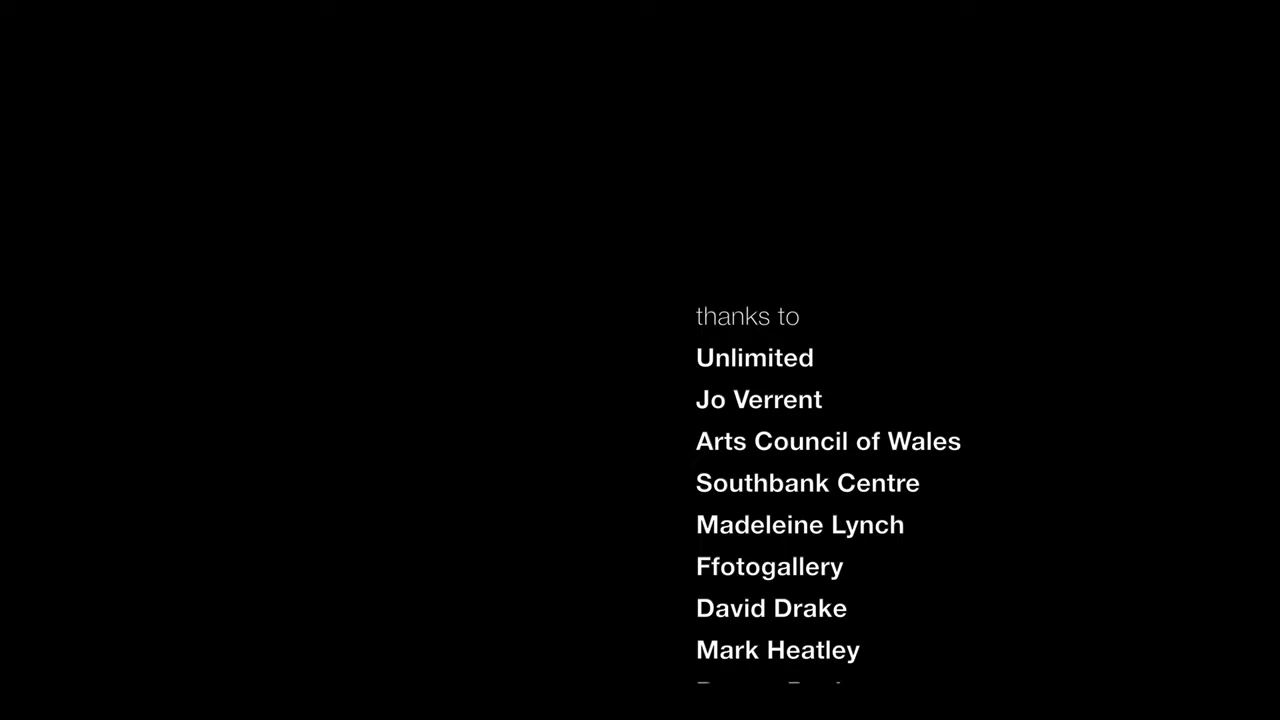 thanks to
Unlimited
Jo Verrent
Arts Council of Wales
Southbank Centre
Madeleine Lynch
Ffotogallery
David Drake
Mark Heatley